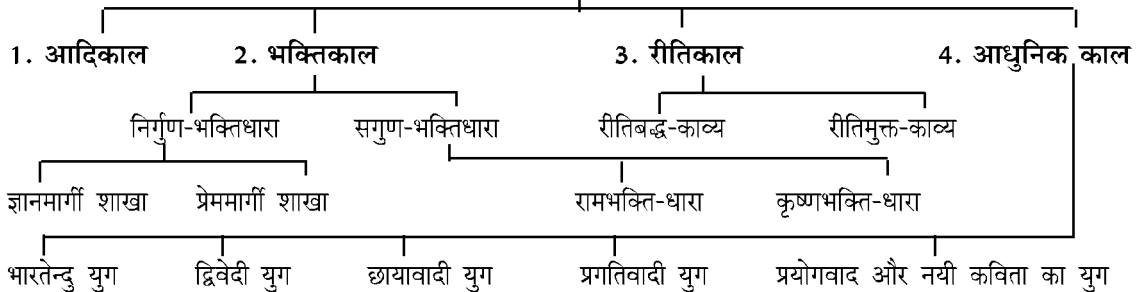 1. आदिकाल 2. भक्तिकाल 3. रीतिकाल 4. आधुनिक काल
निर्गुण-भक्तिधारा सगुण-भक्तिधारा रीतिबद्ध-काव्य रीतिमुक्त-काव्य
ज्ञानमार्गी शाखा प्रेममार्गी शाखा रामभक्ति-धारा कृष्णभक्ति-धारा
भारतेन्दु युग द्विवेदी युग छायावादी युग प्रगतिवादी युग प्रयोगवाद और नयी कविता का युग